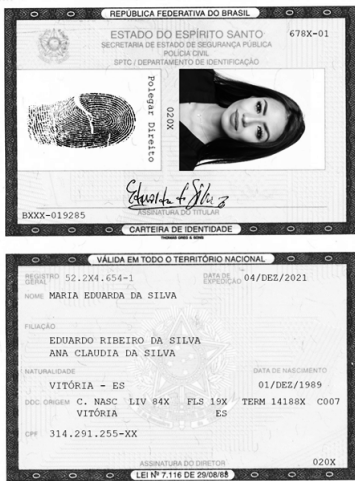 REPÚBLICA FEDERATIVA DO BRASIL
ESTADO DO ESPÍRITO SANTO 678X-01
SECRETARIA DE ESTADO DE SEGURANÇA PÚBLICA
POLÍCIA CIVIL
SPTC / DEPARTAMENTO DE IDENTIFICAÇÃO
Polegar Direito
020X
BXXX-019285
ASSINATURA DO TITULAR
CARTEIRA DE IDENTIDADE
THOMAS GREG & SONS
VÁLIDA EM TODO O TERRITÓRIO NACIONAL
REGISTRO GERAL 52.2X4.654-1 DATA DE EXPEDIÇÃO 04/DEZ/2021
NOME MARIA EDUARDA DA SILVA
FILIAÇÃO
EDUARDO RIBEIRO DA SILVA
ANA CLAUDIA DA SILVA
NATURALIDADE DATA DE NASCIMENTO
VITÓRIA - ES 01/DEZ/1989
DOC. ORIGEM C. NASC LIV 84X FLS 19X TERM 14188X C007
VITÓRIA ES
CPF 314.291.255-XX
ASSINATURA DO DIRETOR 020X
LEI Nº 7.116 DE 29/08/83